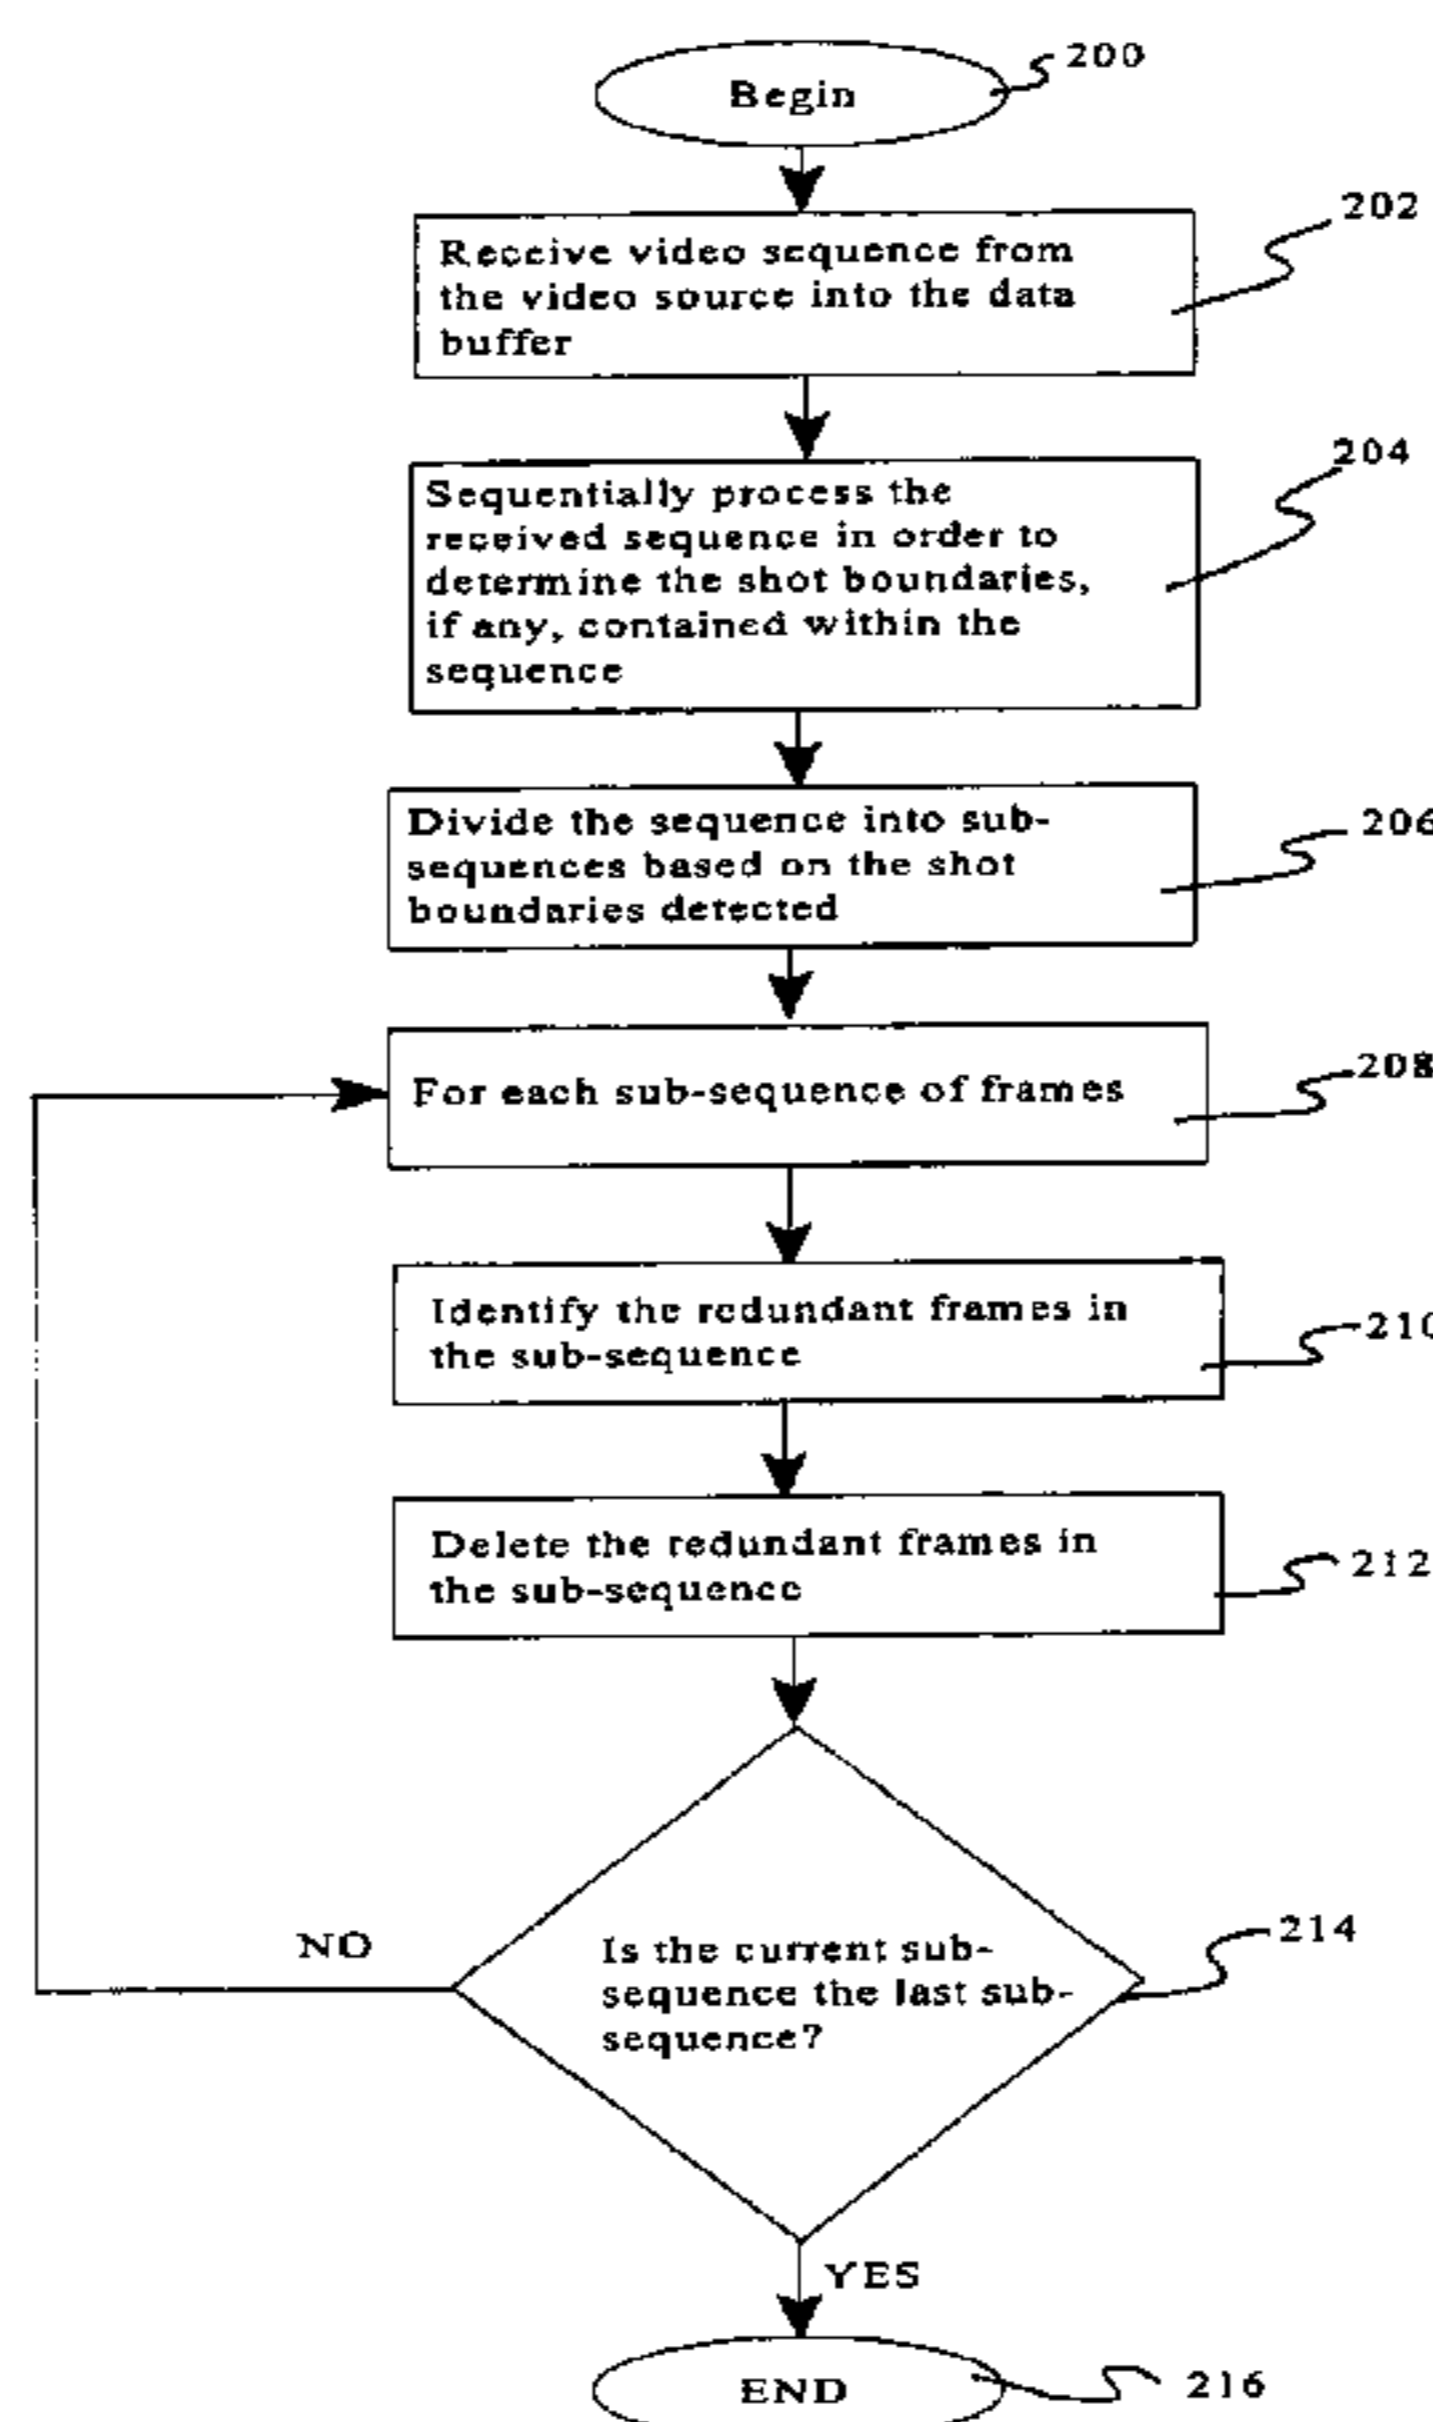 Begin
200
Receive video sequence from
the video source into the data
buffer
202
Sequentially process the
received sequence in order to
determine the shot boundaries,
if any, contained within the
sequence
204
Divide the sequence into sub-
sequences based on the shot
boundaries detected
206
For each sub-sequence of frames
208
Identify the redundant frames in
the sub-sequence
210
Delete the redundant frames in
the sub-sequence
212
NO
Is the current sub-
sequence the last sub-
sequence?
214
YES
END
216